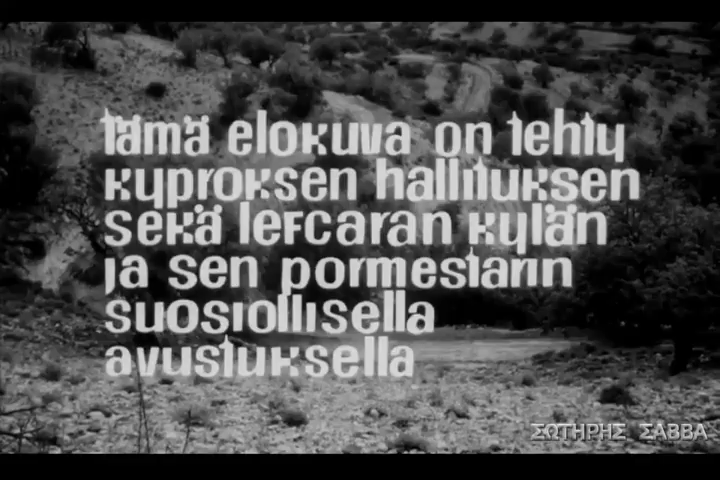 tämä elokuva on tehty
kyproksen hallituksen
sekä lefcaran kylän
ja sen pormestarin
suosiollisella
avustuksella
ΣΩΤΗΡΗΣ ΣΑΒΒΑ